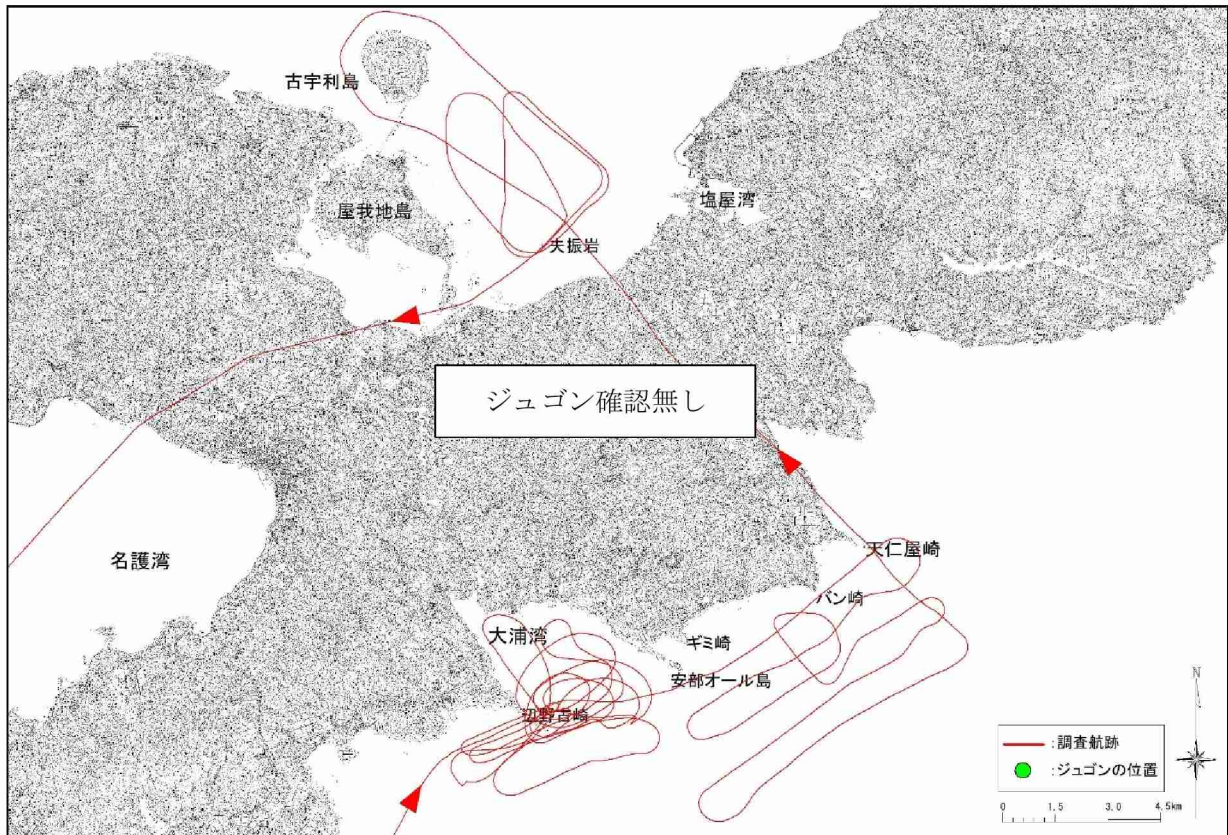 古宇利島
屋我地島
塩屋湾
夫振岩
ジュゴン確認無し
名護湾
天仁屋崎
バン崎
大浦湾
ギミ崎
安部オール島
辺野古崎
N
:調査航跡
:ジュゴンの位置
0 1.5 3.0 4.5km